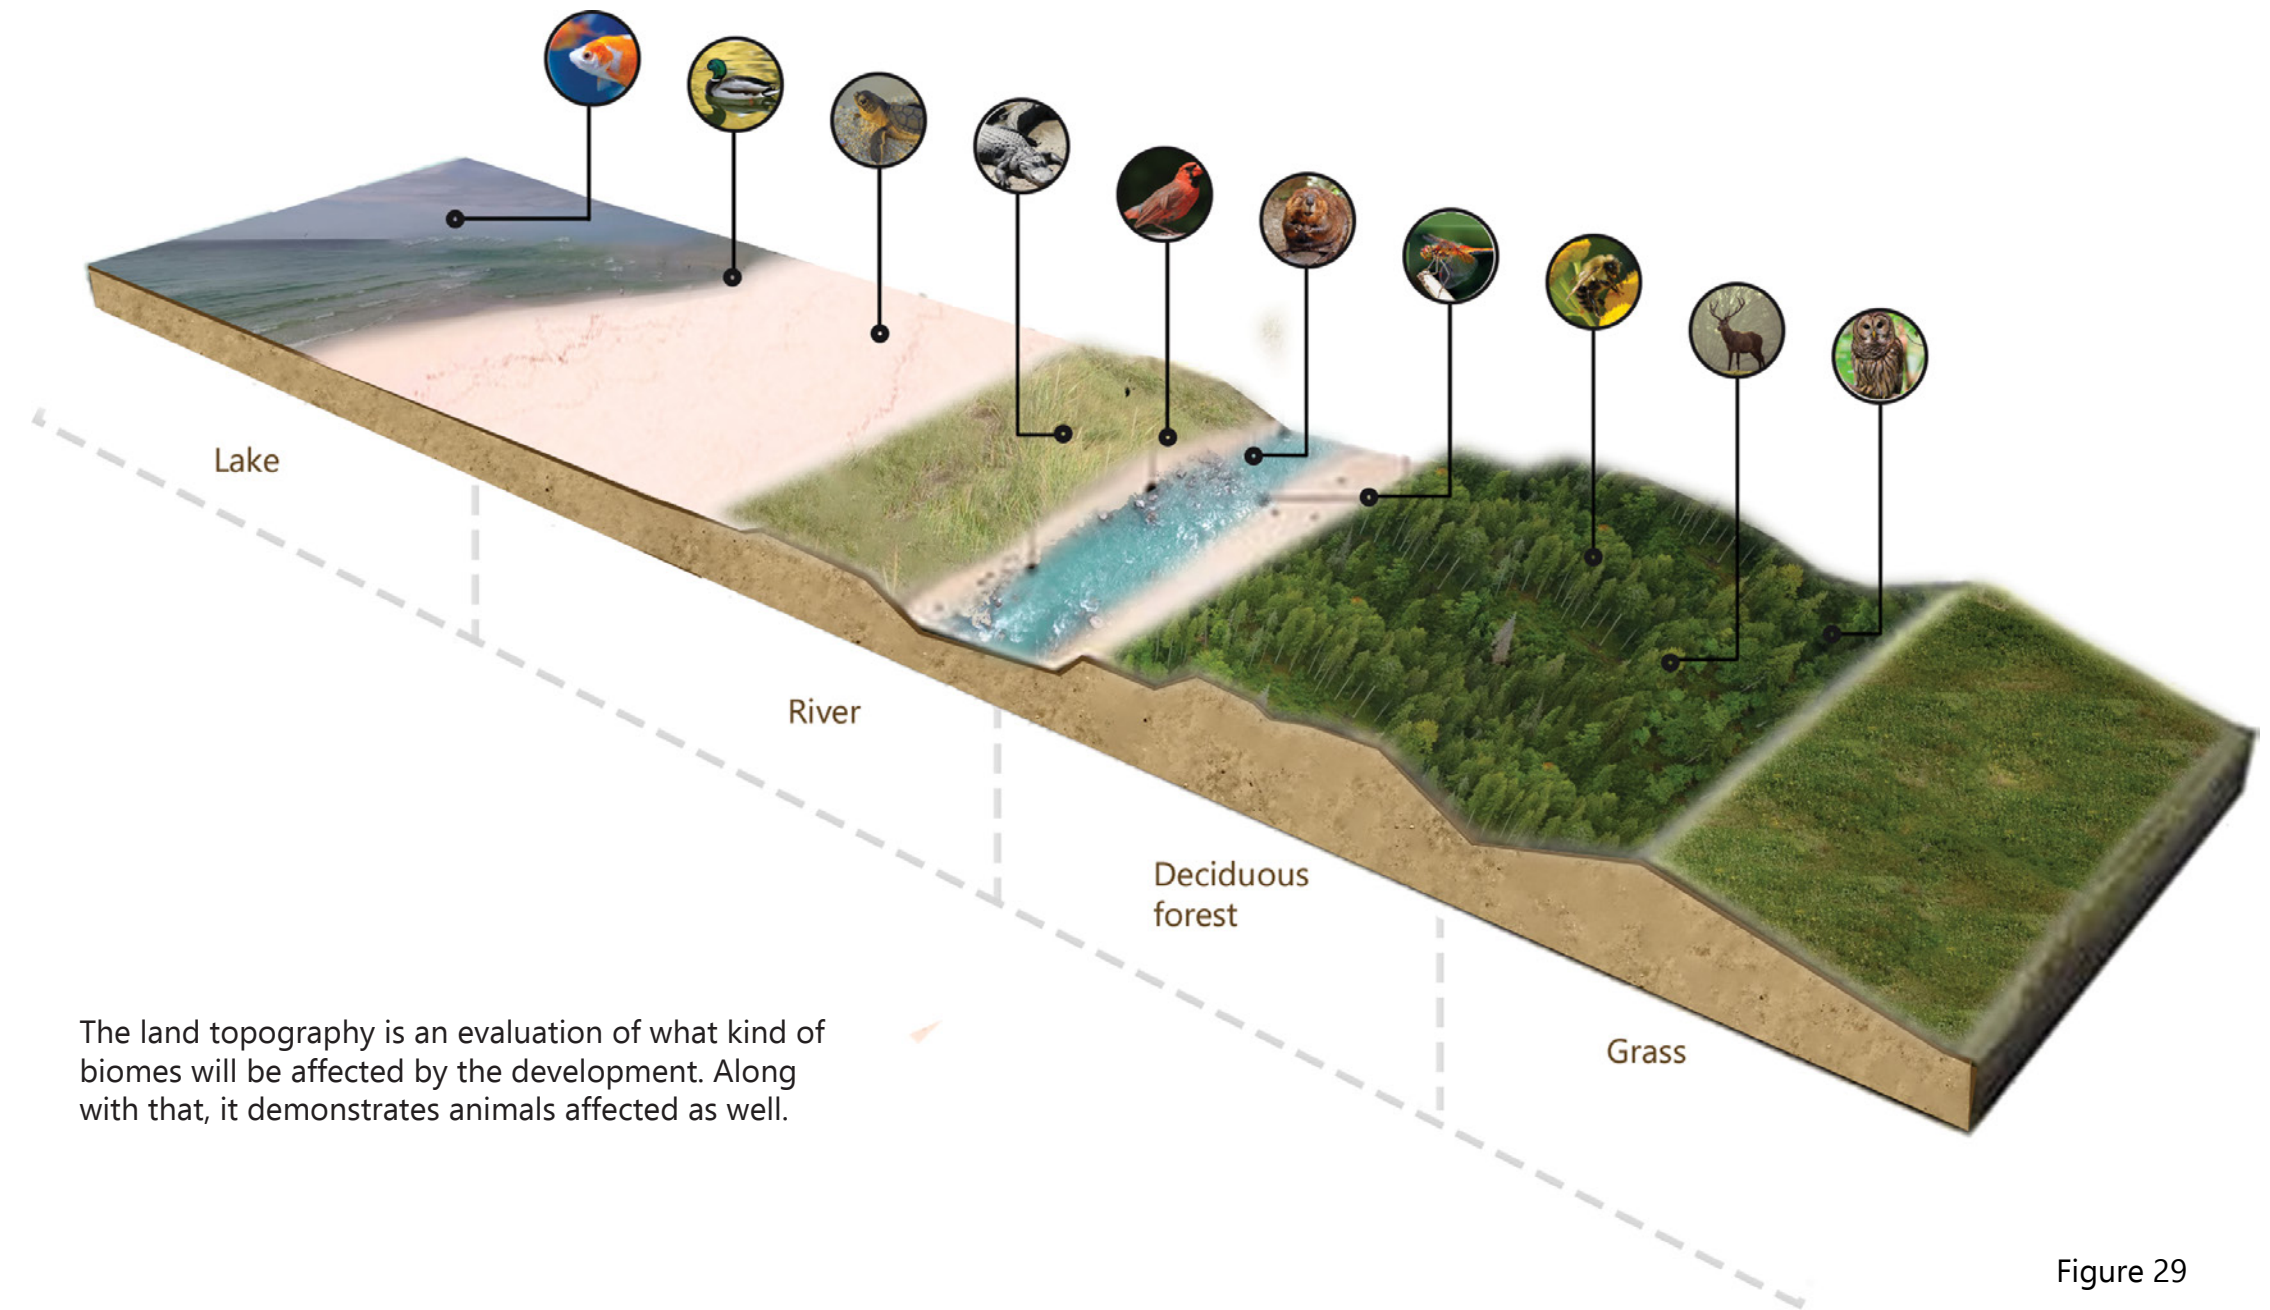 Lake
River
Deciduous
forest
Grass
The land topography is an evaluation of what kind of
biomes will be affected by the development. Along
with that, it demonstrates animals affected as well.
Figure 29